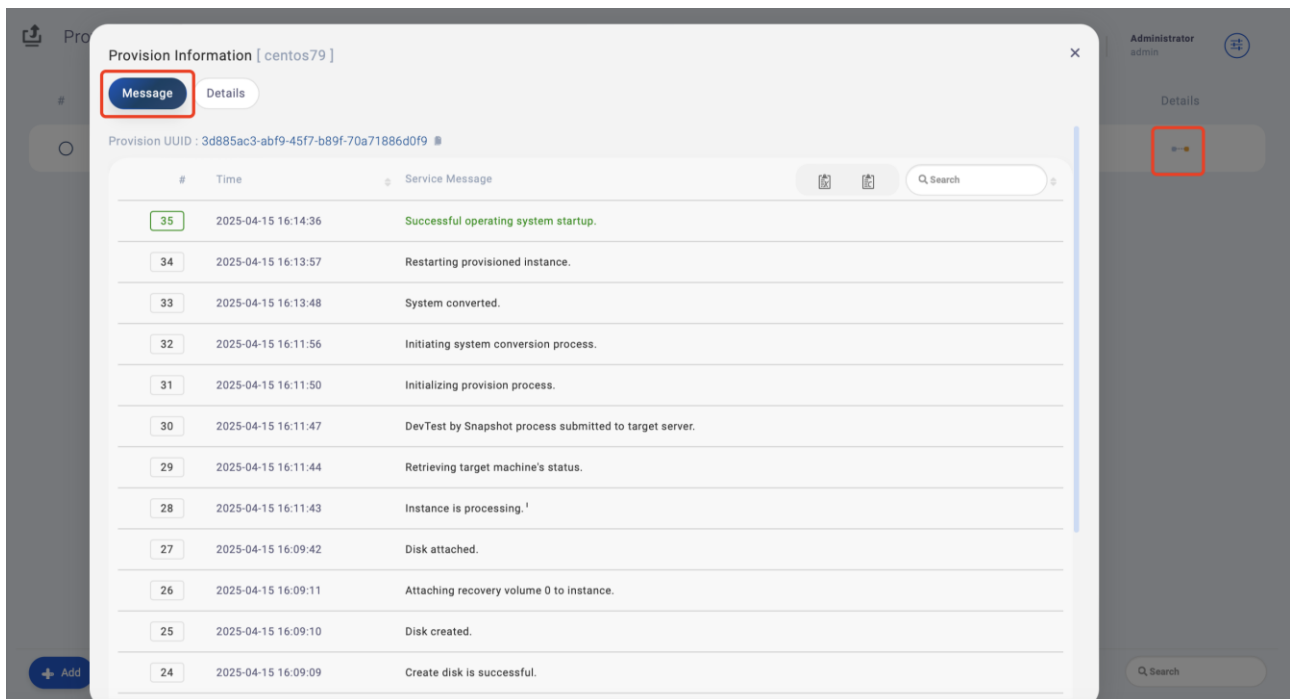 Pro
Administrator
admin
Provision Information [ centos79 ]
Message
Details
#
Details
Provision UUID : 3d885ac3-abf9-45f7-b89f-70a71886d0f9
#
Time
Service Message
Search
35 2025-04-15 16:14:36 Successful operating system startup.
34 2025-04-15 16:13:57 Restarting provisioned instance.
33 2025-04-15 16:13:48 System converted.
32 2025-04-15 16:11:56 Initiating system conversion process.
31 2025-04-15 16:11:50 Initializing provision process.
30 2025-04-15 16:11:47 DevTest by Snapshot process submitted to target server.
29 2025-04-15 16:11:44 Retrieving target machine's status.
28 2025-04-15 16:11:43 Instance is processing.
27 2025-04-15 16:09:42 Disk attached.
26 2025-04-15 16:09:11 Attaching recovery volume 0 to instance.
25 2025-04-15 16:09:10 Disk created.
24 2025-04-15 16:09:09 Create disk is successful.
Add
Search